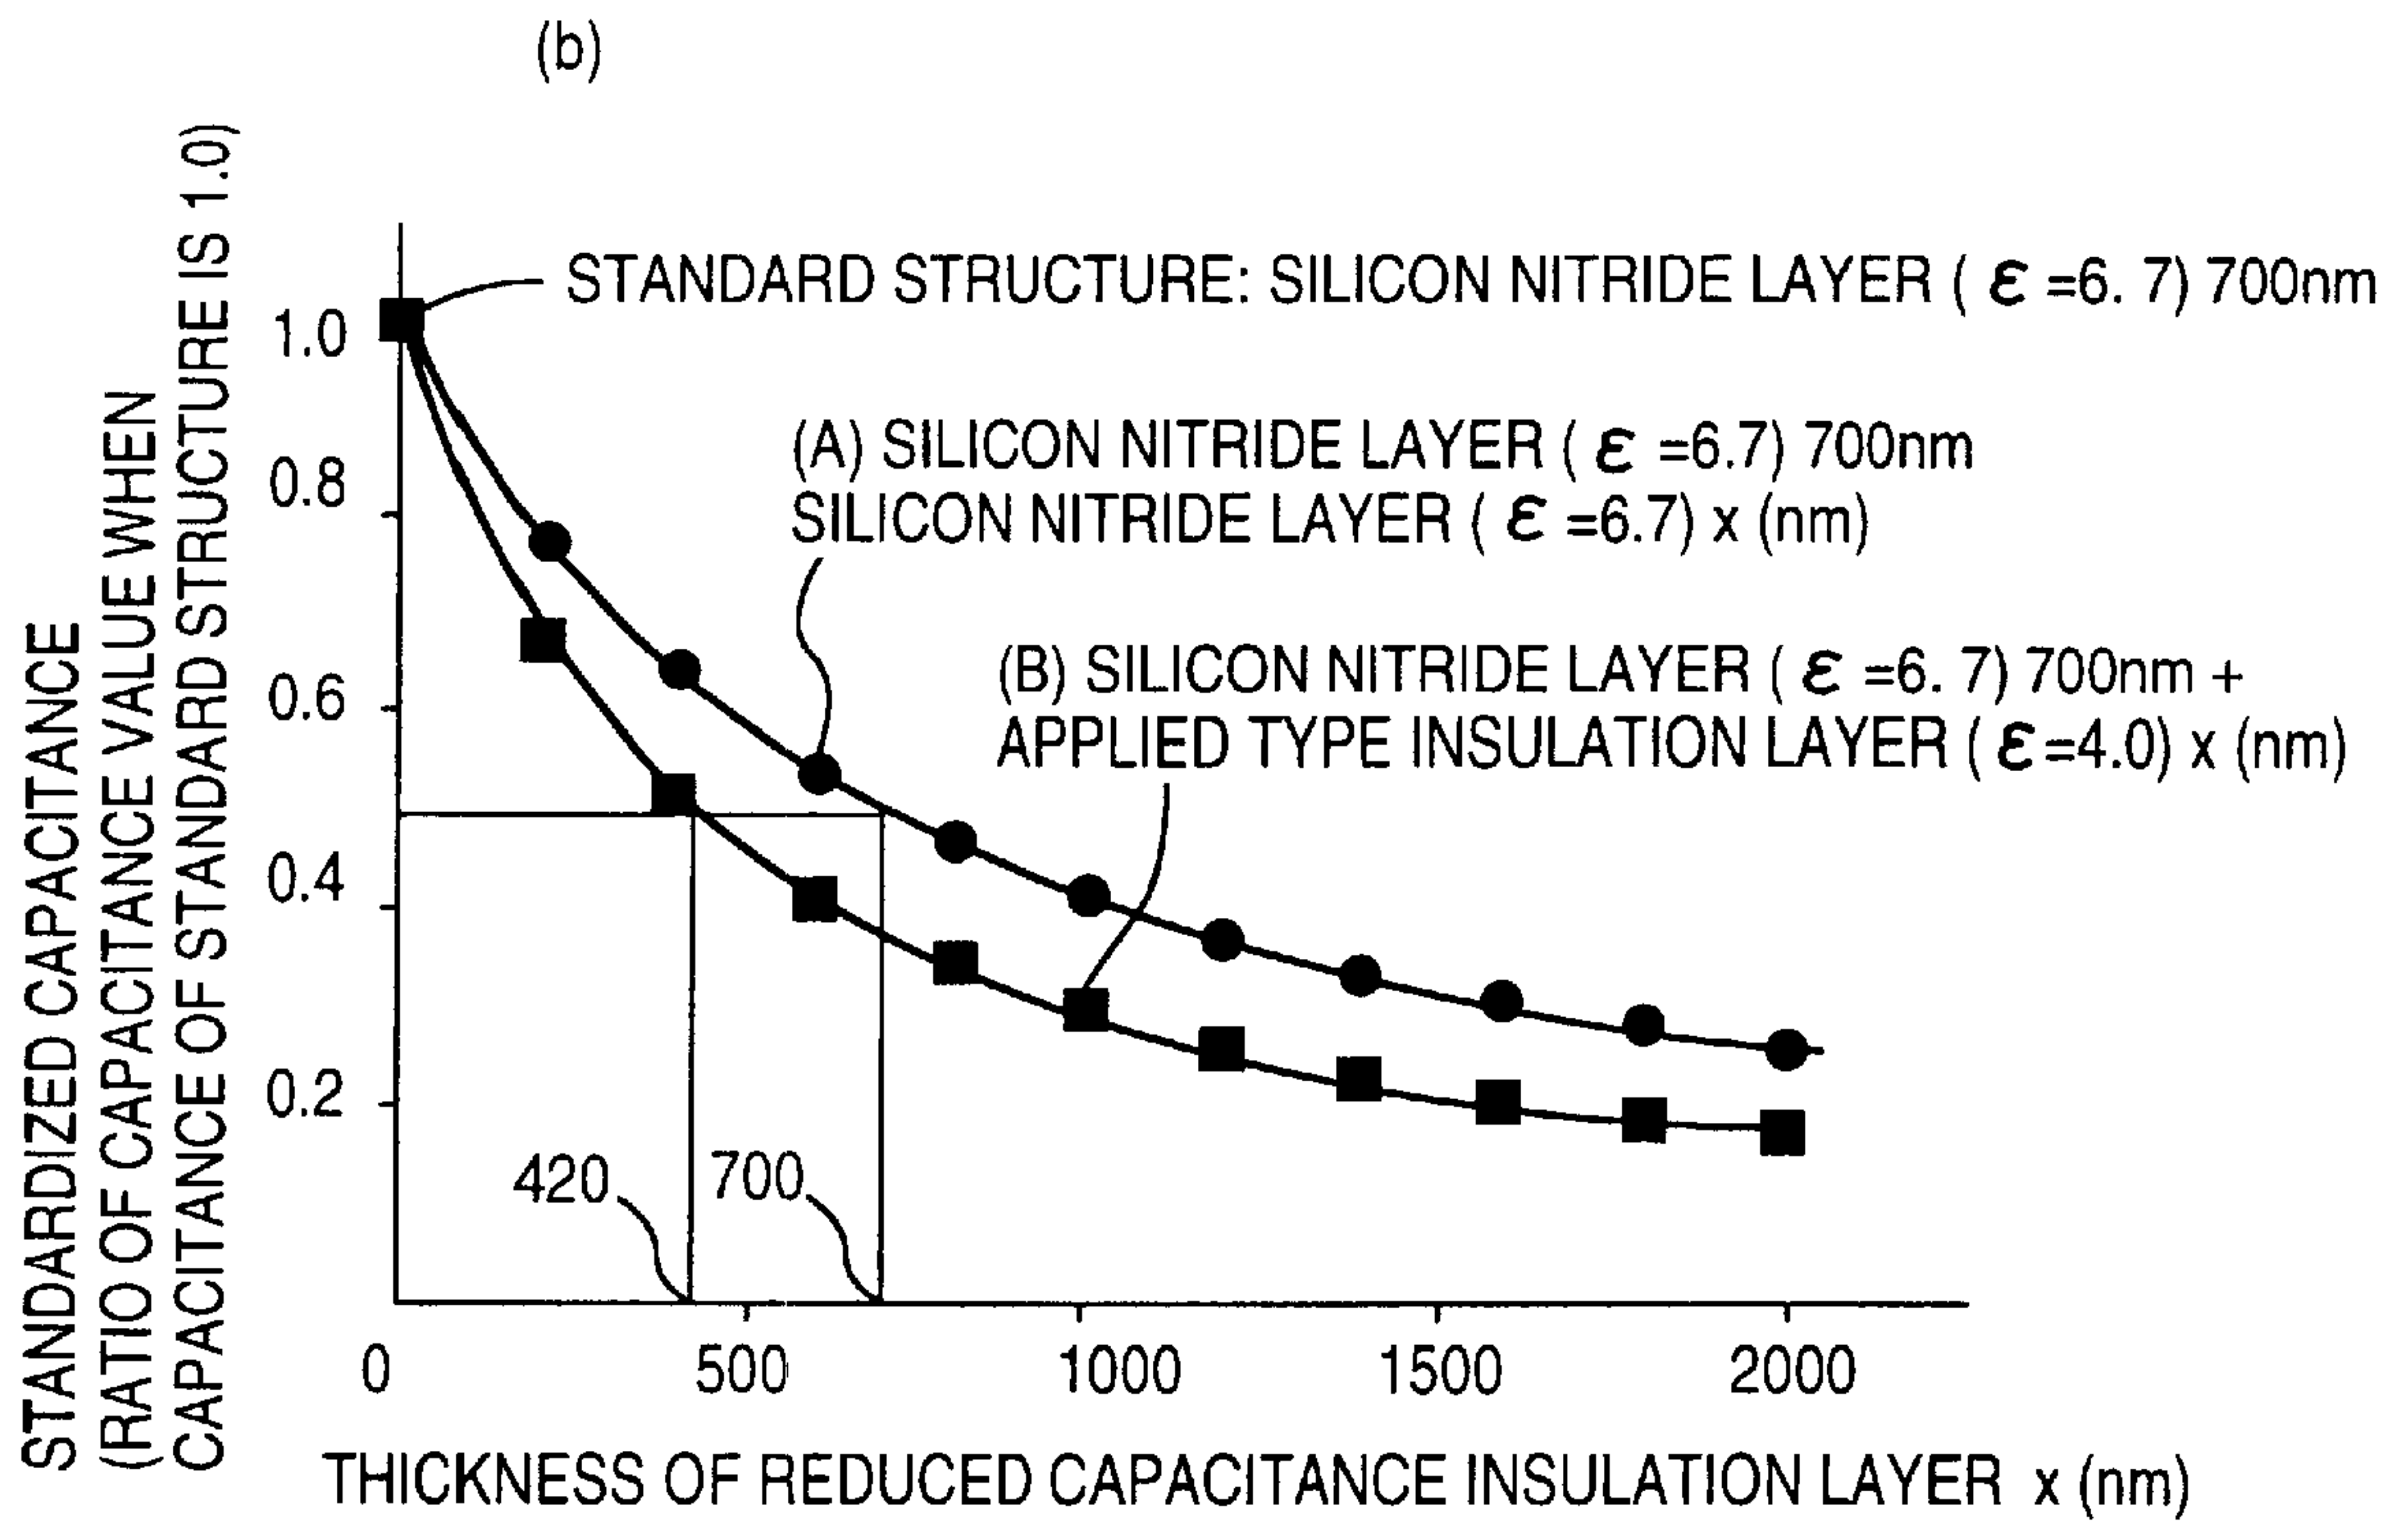 (b)
STANDARDIZED CAPACITANCE
(RATIO OF CAPACITANCE VALUE WHEN
CAPACITANCE OF STANDARD STRUCTURE IS 1.0)
STANDARD STRUCTURE: SILICON NITRIDE LAYER ( ε =6. 7) 700nm
1.0
(A) SILICON NITRIDE LAYER ( ε =6.7) 700nm
SILICON NITRIDE LAYER ( ε =6.7) x (nm)
0.8
(B) SILICON NITRIDE LAYER ( ε =6. 7) 700nm +
APPLIED TYPE INSULATION LAYER ( ε=4.0) x (nm)
0.6
0.4
0.2
420
700
0
500
1000
1500
2000
THICKNESS OF REDUCED CAPACITANCE INSULATION LAYER x (nm)